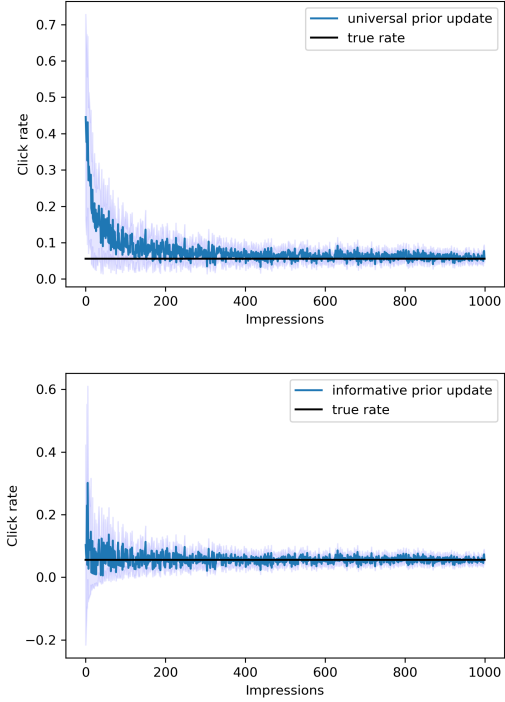 universal prior update
true rate
Click rate
0.7
0.6
0.5
0.4
0.3
0.2
0.1
0.0
0 200 400 600 800 1000
Impressions
informative prior update
true rate
Click rate
0.6
0.4
0.2
0.0
−0.2
0 200 400 600 800 1000
Impressions